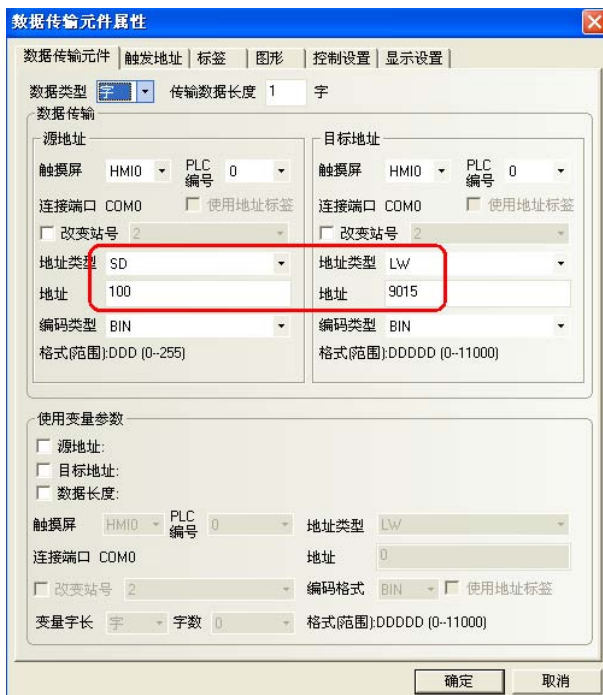 数据传输元件属性
数据传输元件 触发地址 标签 图形 控制设置 显示设置
数据类型 字 传输数据长度 1 字
数据传输
源地址
触摸屏 HMI0 PLC编号 0
连接端口 COM0 使用地址标签
改变站号 2
地址类型 SD
地址 100
编码类型 BIN
格式(范围):DDD (0--255)
目标地址
触摸屏 HMI0 PLC编号 0
连接端口 COM0 使用地址标签
改变站号 2
地址类型 LW
地址 9015
编码类型 BIN
格式(范围):DDDDD (0--11000)
使用变量参数
源地址:
目标地址:
数据长度:
触摸屏 HMI0 PLC编号 0 地址类型 LW
连接端口 COM0 地址 0
改变站号 2 编码格式 BIN 使用地址标签
变量字长 字 字数 0 格式(范围):DDDDD (0--11000)
确定 取消